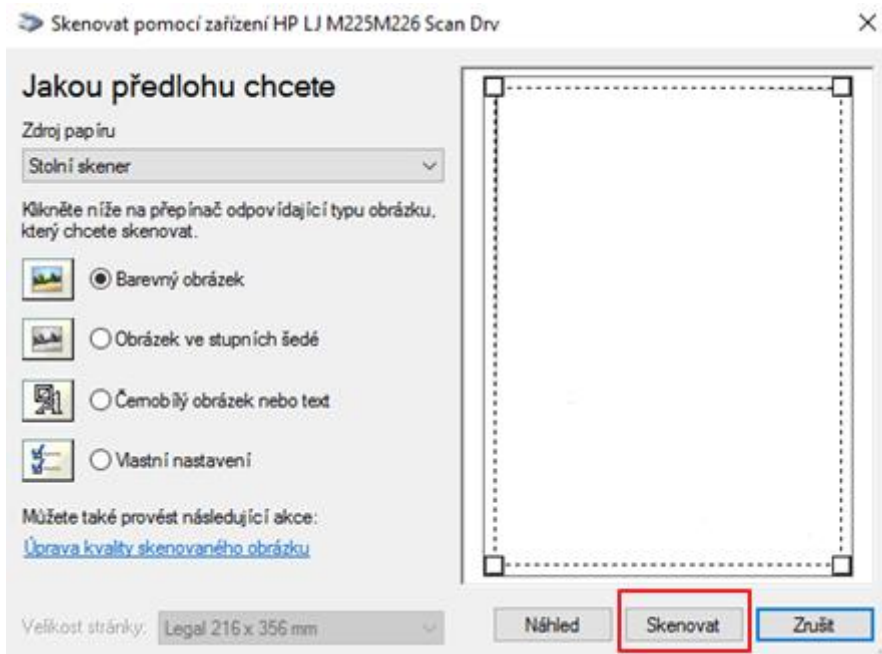 Skenovat pomocí zařízení HP LJ M225M226 Scan Drv
Jakou předlohu chcete
Zdroj papíru
Stolní skener
Klikněte níže na přepínač odpovídající typu obrázku,
který chcete skenovat.
Barevný obrázek
Obrázek ve stupních šedé
Černobílý obrázek nebo text
Vlastní nastavení
Můžete také provést následující akce:
Úprava kvality skenovaného obrázku
Velikost stránky:
Legal 216 x 356 mm
Náhled
Skenovat
Zrušit